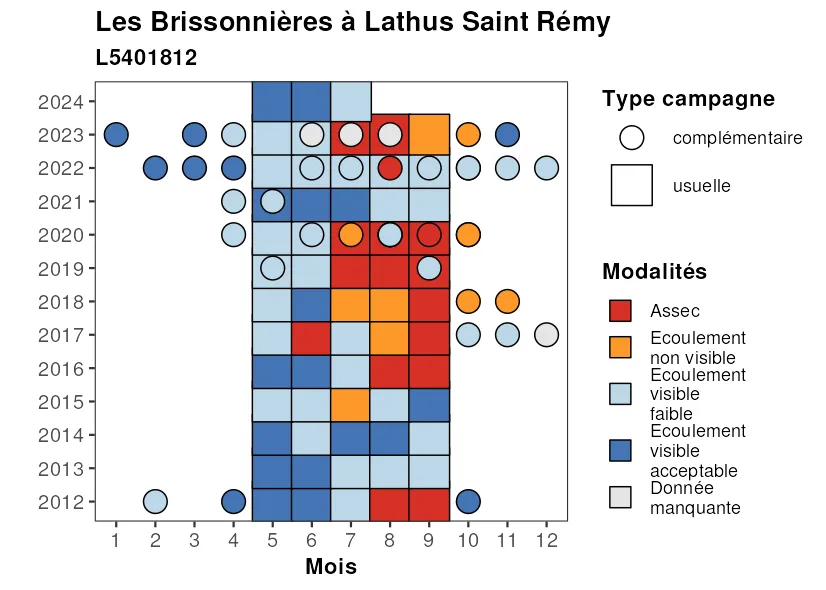 Les Brissonnières à Lathus Saint Rémy
L5401812
2024
2023
2022
2021
2020
2019
2018
2017
2016
2015
2014
2013
2012
1 2 3 4 5 6 7 8 9 10 11 12
Mois
Type campagne
complémentaire
usuelle
Modalités
Assec
Ecoulement
non visible
Ecoulement
visible
faible
Ecoulement
visible
acceptable
Donnée
manquante